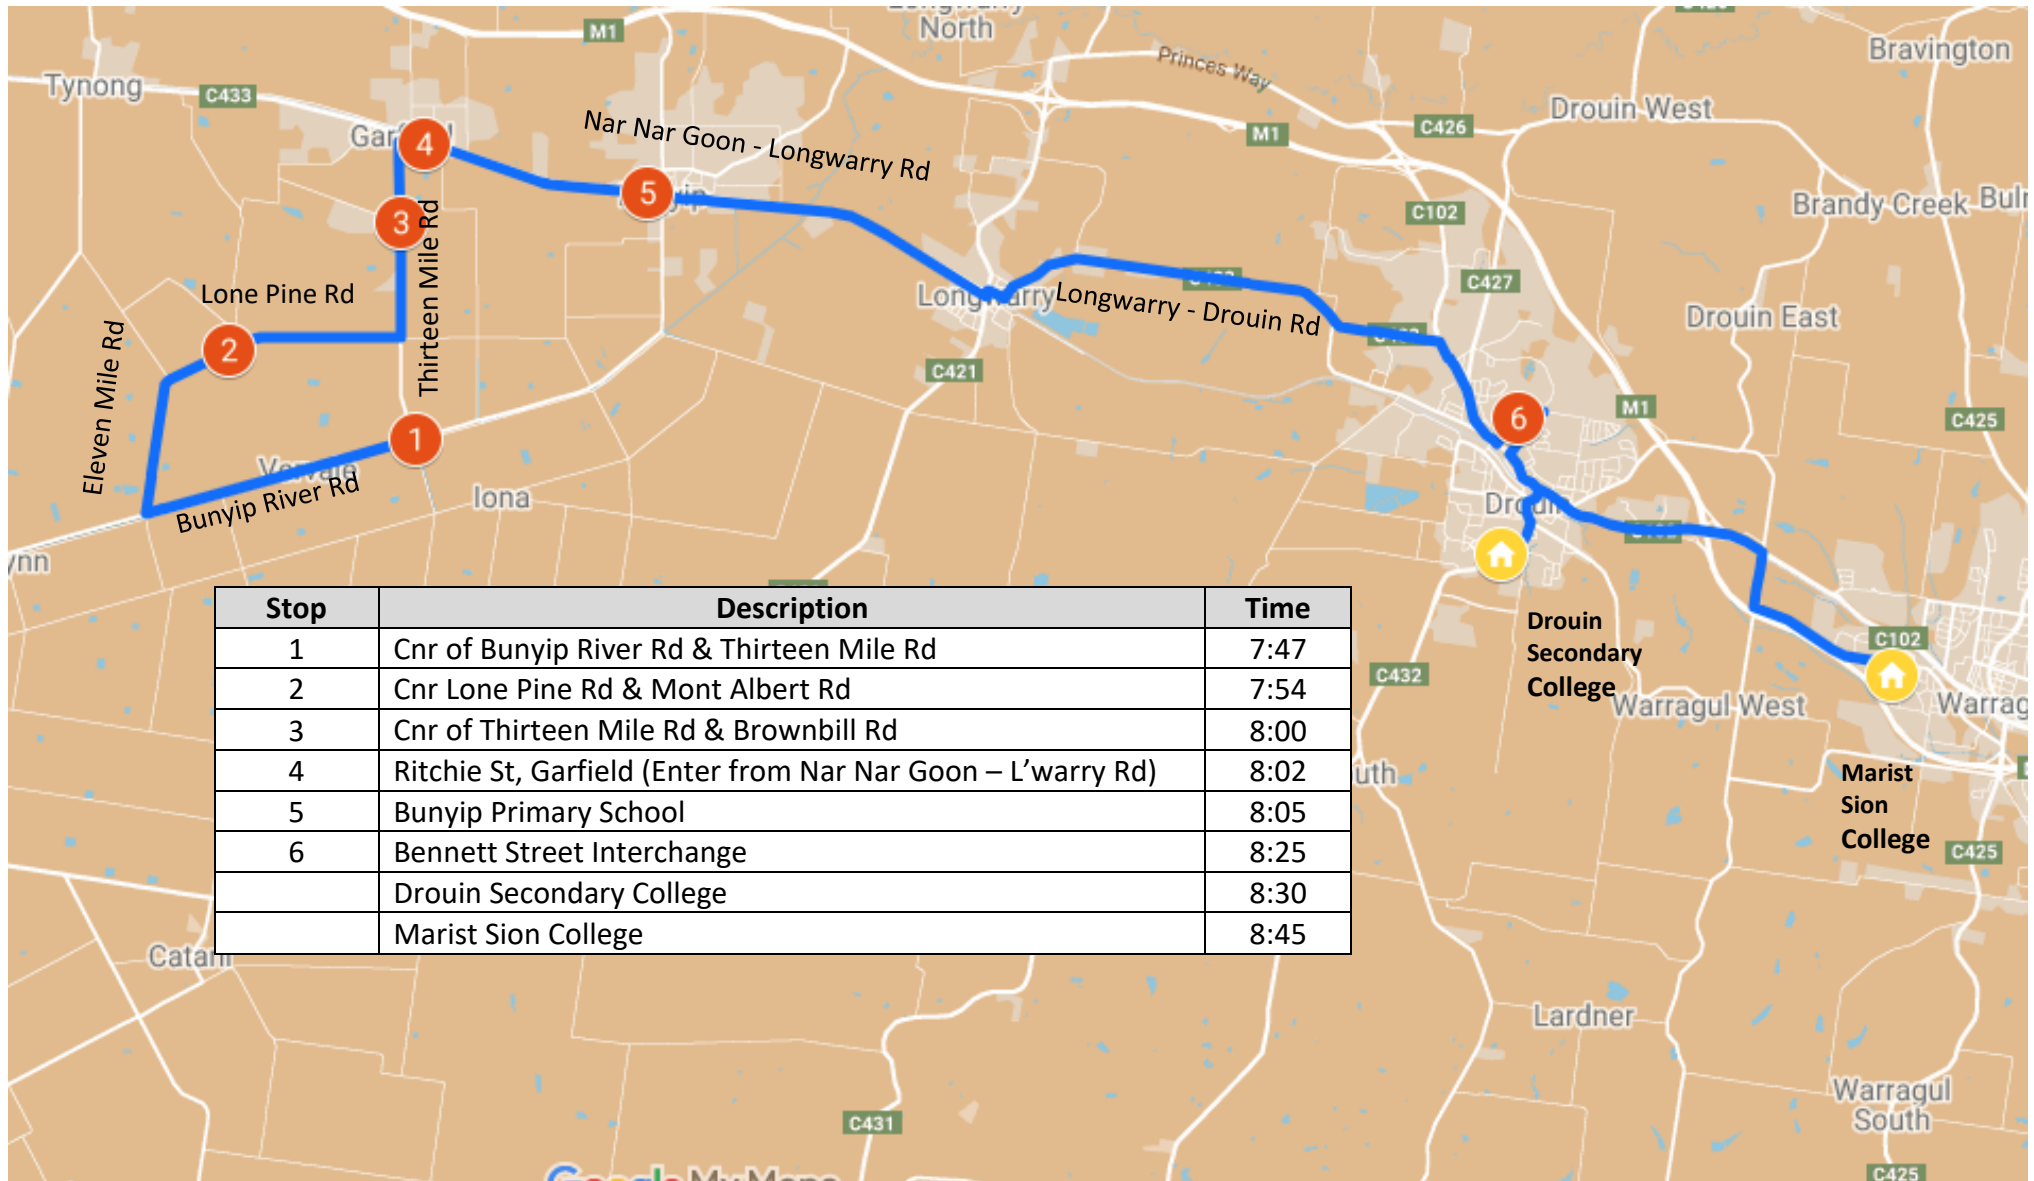 North
M1
Bravington
Tynong
C433
Princes Way
Drouin West
Nar Nar Goon - Longwarry Rd
M1
C426
4
5
3
Thirteen Mile Rd
C102
Brandy Creek
Lone Pine Rd
C427
Longwarry - Drouin Rd
Drouin East
Eleven Mile Rd
2
C421
M1
C425
6
1
Bunyip River Rd
Iona
Drouin
Stop Description Time
1 Cnr of Bunyip River Rd & Thirteen Mile Rd 7:47
2 Cnr Lone Pine Rd & Mont Albert Rd 7:54
3 Cnr of Thirteen Mile Rd & Brownbill Rd 8:00
4 Ritchie St, Garfield (Enter from Nar Nar Goon – L'warry Rd) 8:02
5 Bunyip Primary School 8:05
6 Bennett Street Interchange 8:25
Drouin Secondary College 8:30
Marist Sion College 8:45
Drouin
Secondary
College
C102
C432
Warragul West
Marist
Sion
College
C425
Lardner
Warragul
South
C431
C425
Google My Maps